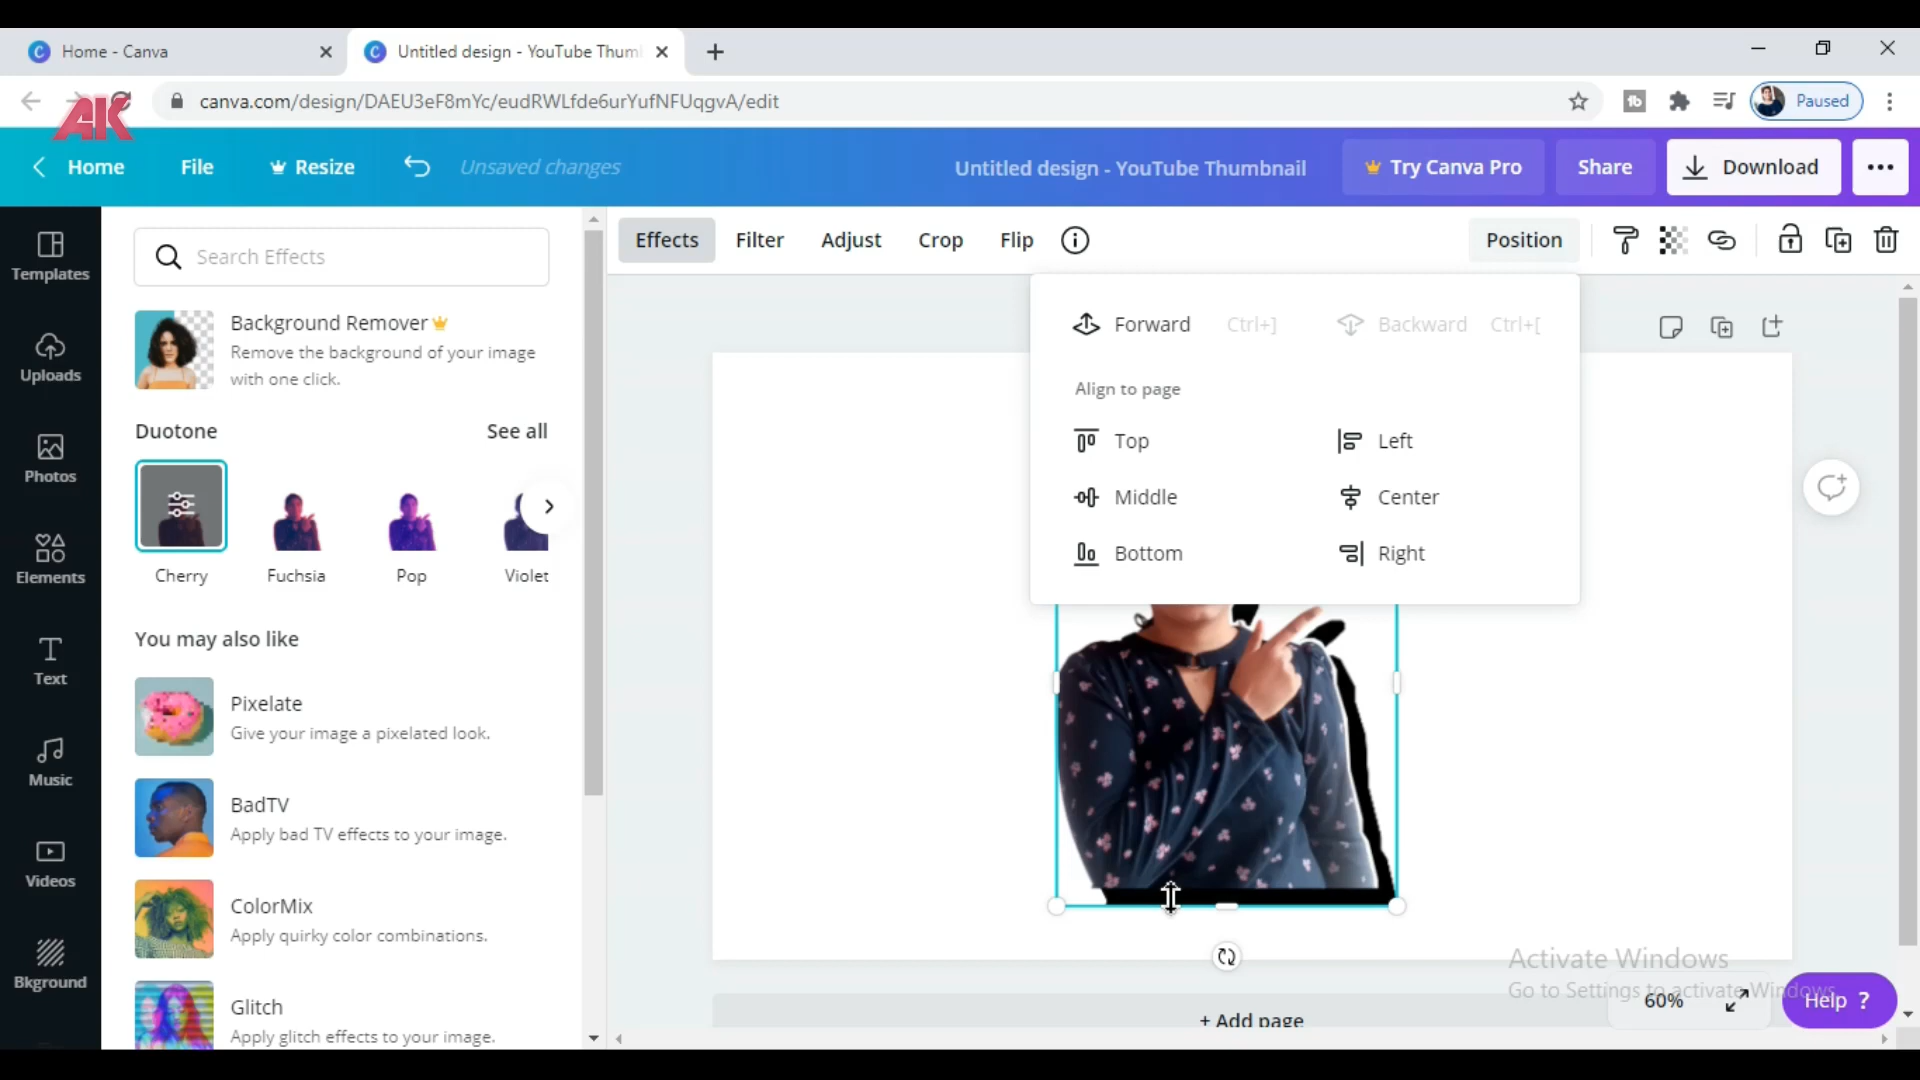 Home - Canva
Untitled design - YouTube Thum
canva.com/design/DAEU3eF8mYc/eudRWLfde6urYufNFUqgvA/edit
Paused
AK
Home
File
Resize
Unsaved changes
Untitled design - YouTube Thumbnail
Try Canva Pro
Share
Download
Templates
Uploads
Photos
Elements
Text
Music
Videos
Bkground
Search Effects
Background Remover
Remove the background of your image
with one click.
Duotone
See all
Cherry
Fuchsia
Pop
Violet
You may also like
Pixelate
Give your image a pixelated look.
BadTV
Apply bad TV effects to your image.
ColorMix
Apply quirky color combinations.
Glitch
Apply glitch effects to your image.
Effects
Filter
Adjust
Crop
Flip
Position
Forward Ctrl+]
Backward Ctrl+[
Align to page
Top
Left
Middle
Center
Bottom
Right
Activate Windows
Go to Settings to activate Windows.
60%
Help ?
+ Add page